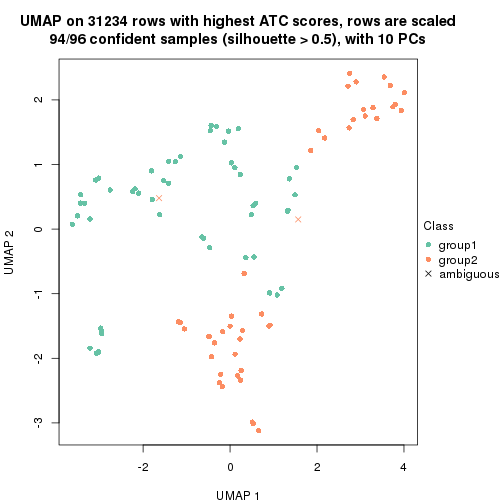 UMAP on 31234 rows with highest ATC scores, rows are scaled
94/96 confident samples (silhouette > 0.5), with 10 PCs
2
1
0
-1
-2
-3
UMAP 2
-2
0
2
4
UMAP 1
Class
group1
group2
ambiguous